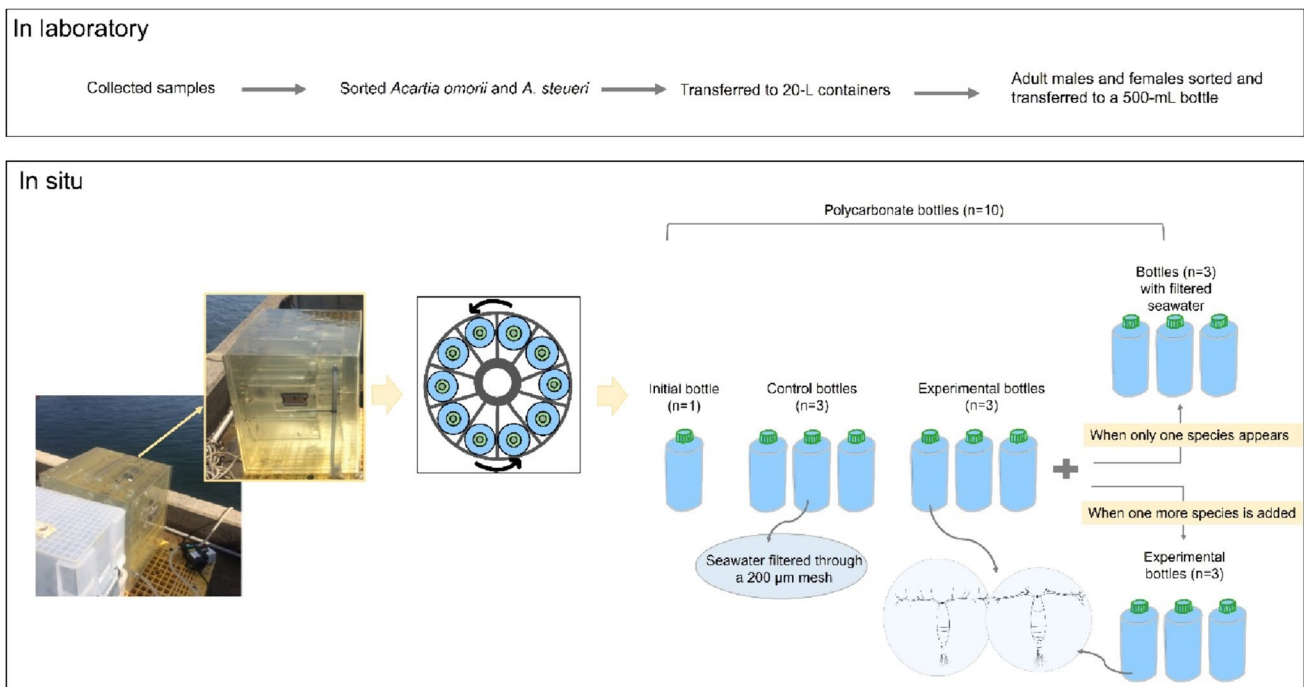 In laboratory
Collected samples
Sorted Acartia omorii and A. steueri
Transferred to 20-L containers
Adult males and females sorted and
transferred to a 500-mL bottle
In situ
Polycarbonate bottles (n=10)
Bottles (n=3)
with filtered
seawater
Initial bottle
(n=1)
Control bottles
(n=3)
Experimental bottles
(n=3)
When only one species appears
When one more species is added
Seawater filtered through
a 200 µm mesh
Experimental
bottles (n=3)